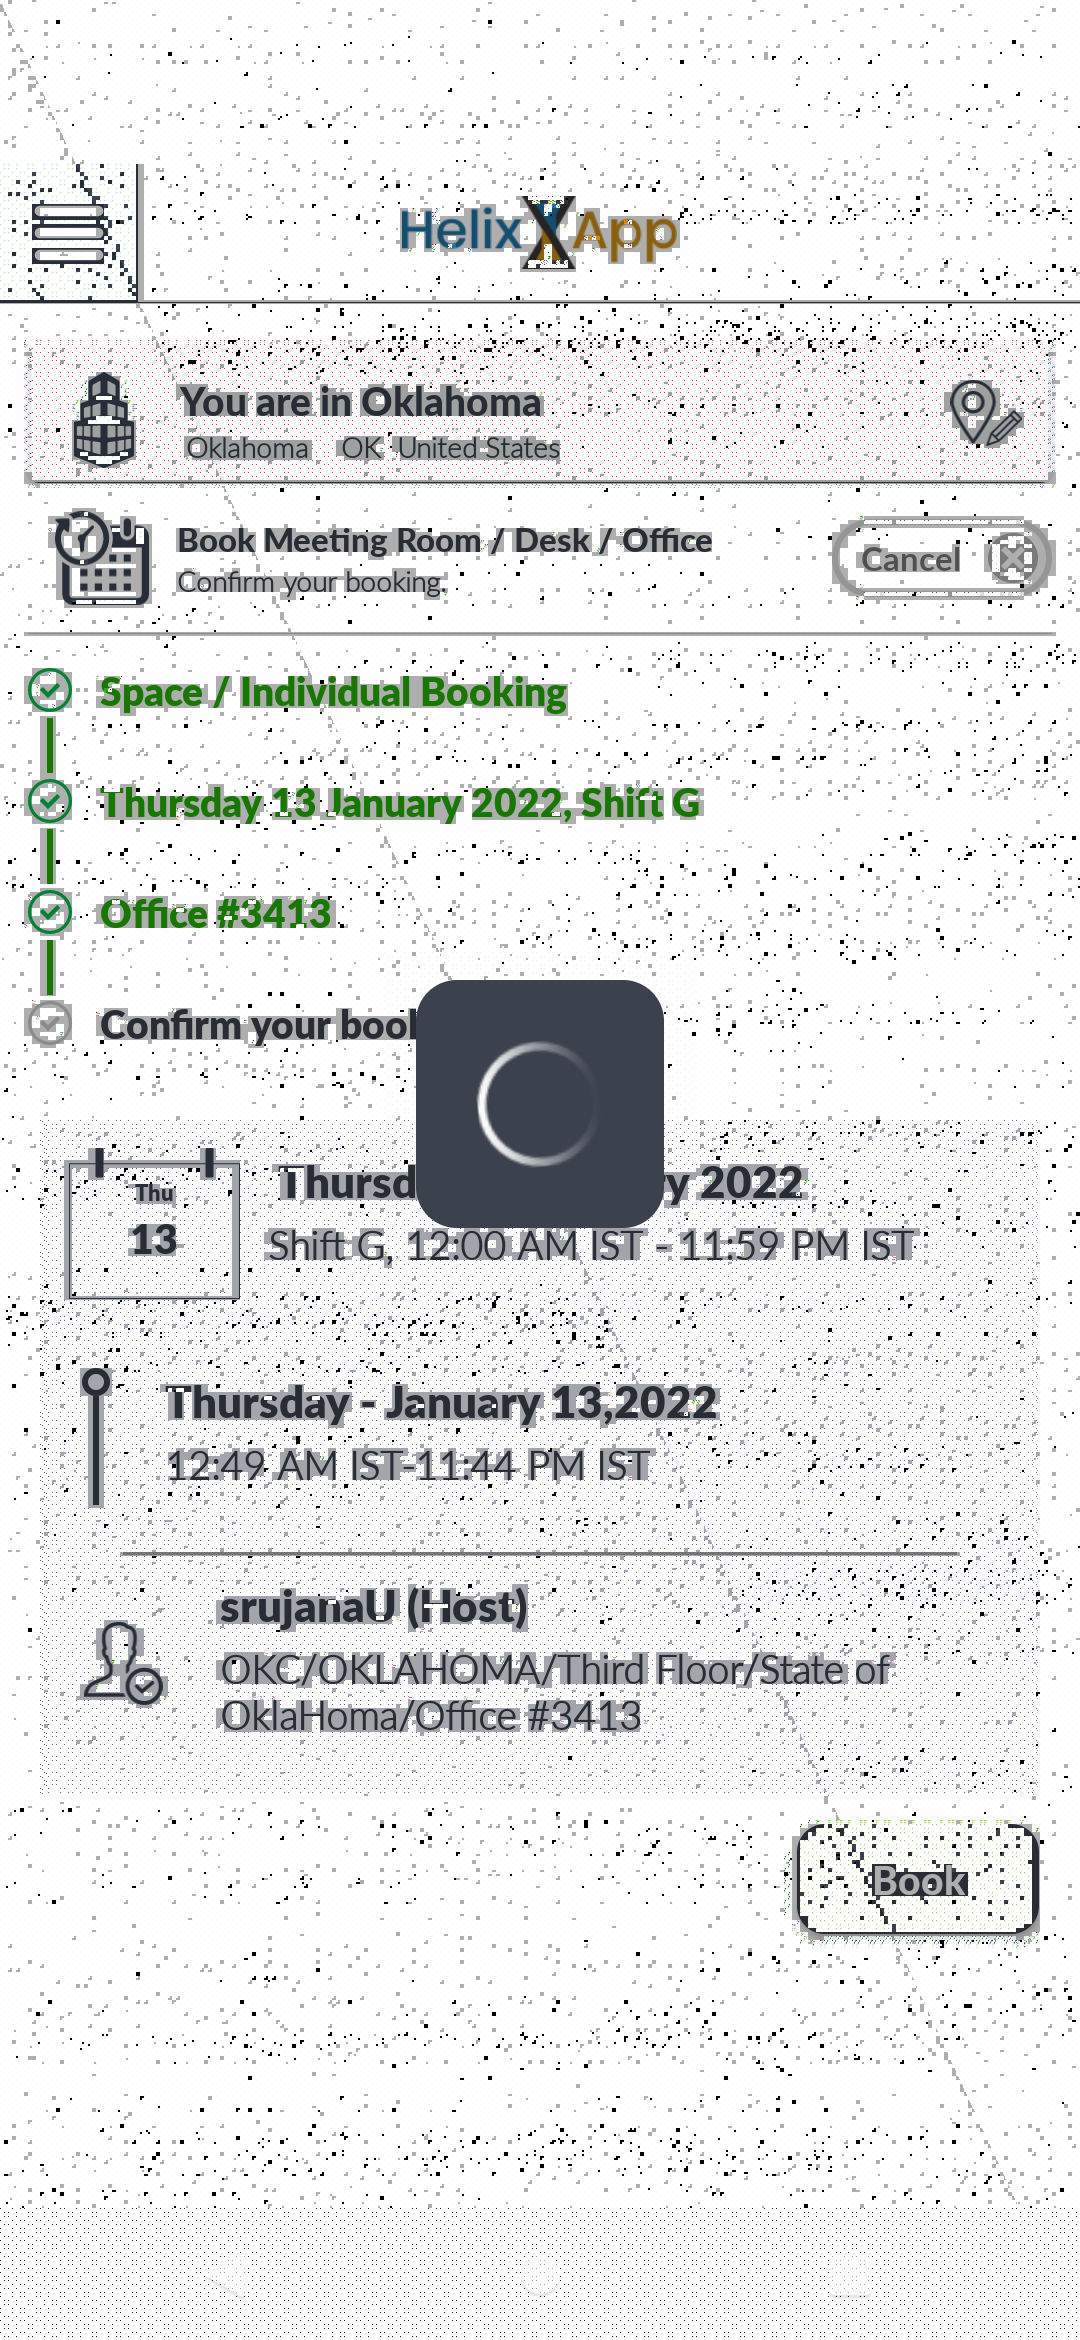 HelixXApp
You are in Oklahoma
Oklahoma OK United States
Book Meeting Room / Desk / Office
Confirm your booking.
Cancel
Space / Individual Booking
Thursday 13 January 2022, Shift G
Office #3413
Confirm your
Thu
13
2022
Shift G, 12:00 AM IST - 11:59 PM IST
Thursday - January 13,2022
12:49 AM IST-11:44 PM IST
srujanaU (Host)
OKC/OKLAHOMA/Third Floor/State of
OklaHoma/Office #3413
Book